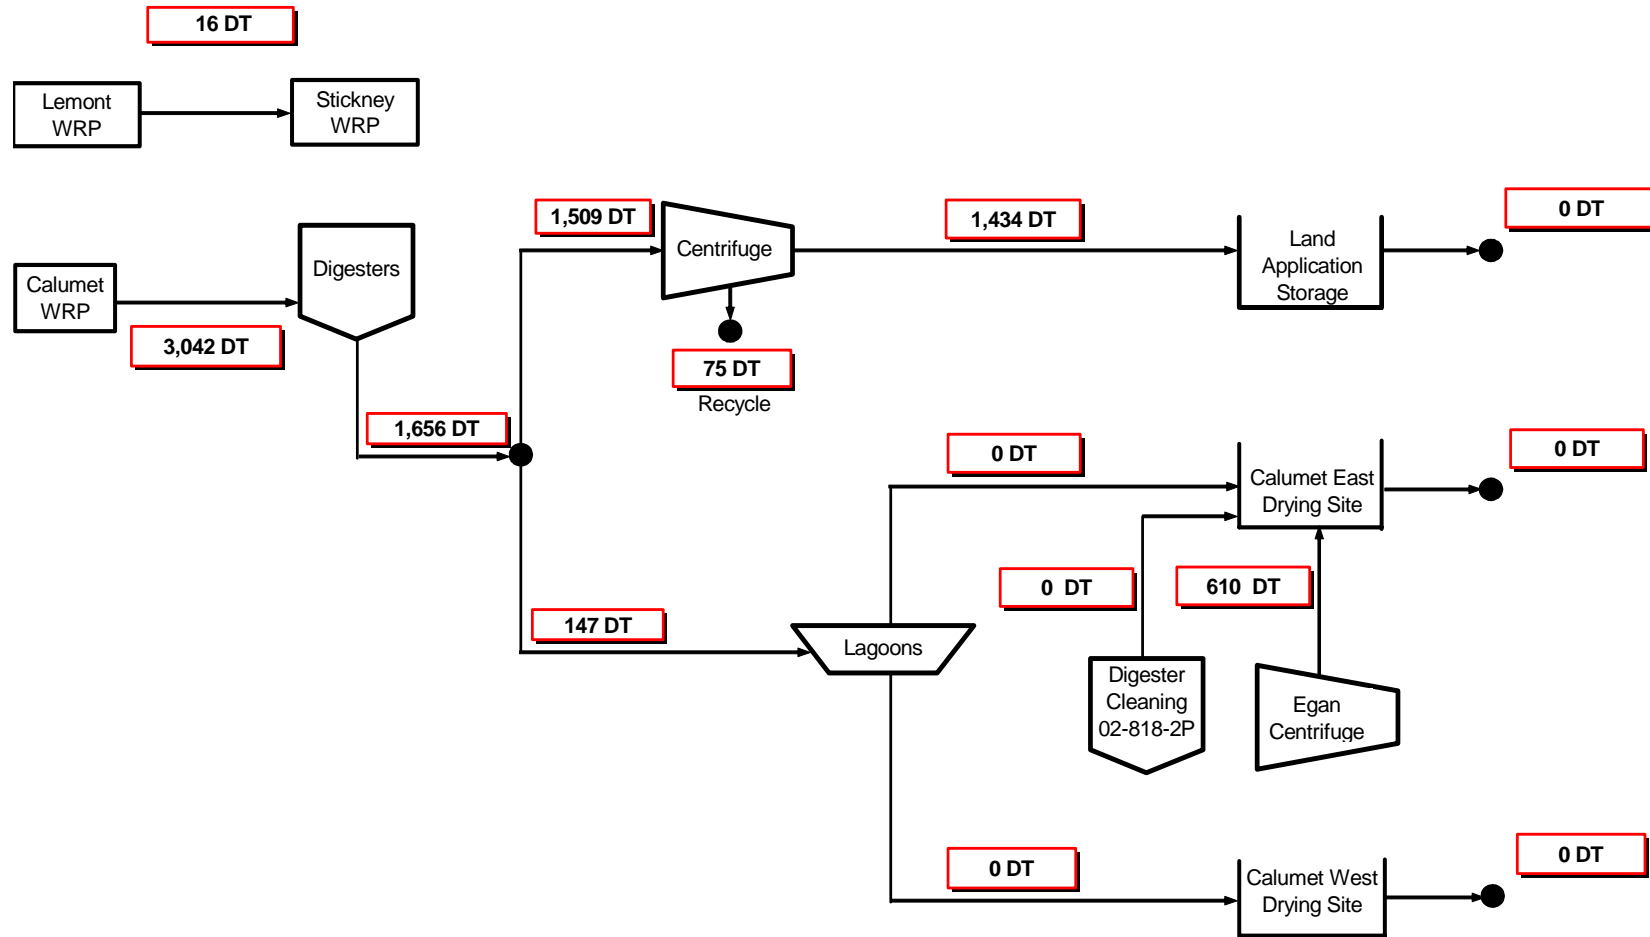 16 DT
Lemont
WRP
Stickney
WRP
1,509 DT
1,434 DT
0 DT
Calumet
WRP
Digesters
Centrifuge
Land
Application
Storage
3,042 DT
75 DT
Recycle
1,656 DT
0 DT
Calumet East
Drying Site
0 DT
0 DT
610 DT
147 DT
Lagoons
Digester
Cleaning
02-818-2P
Egan
Centrifuge
0 DT
Calumet West
Drying Site
0 DT